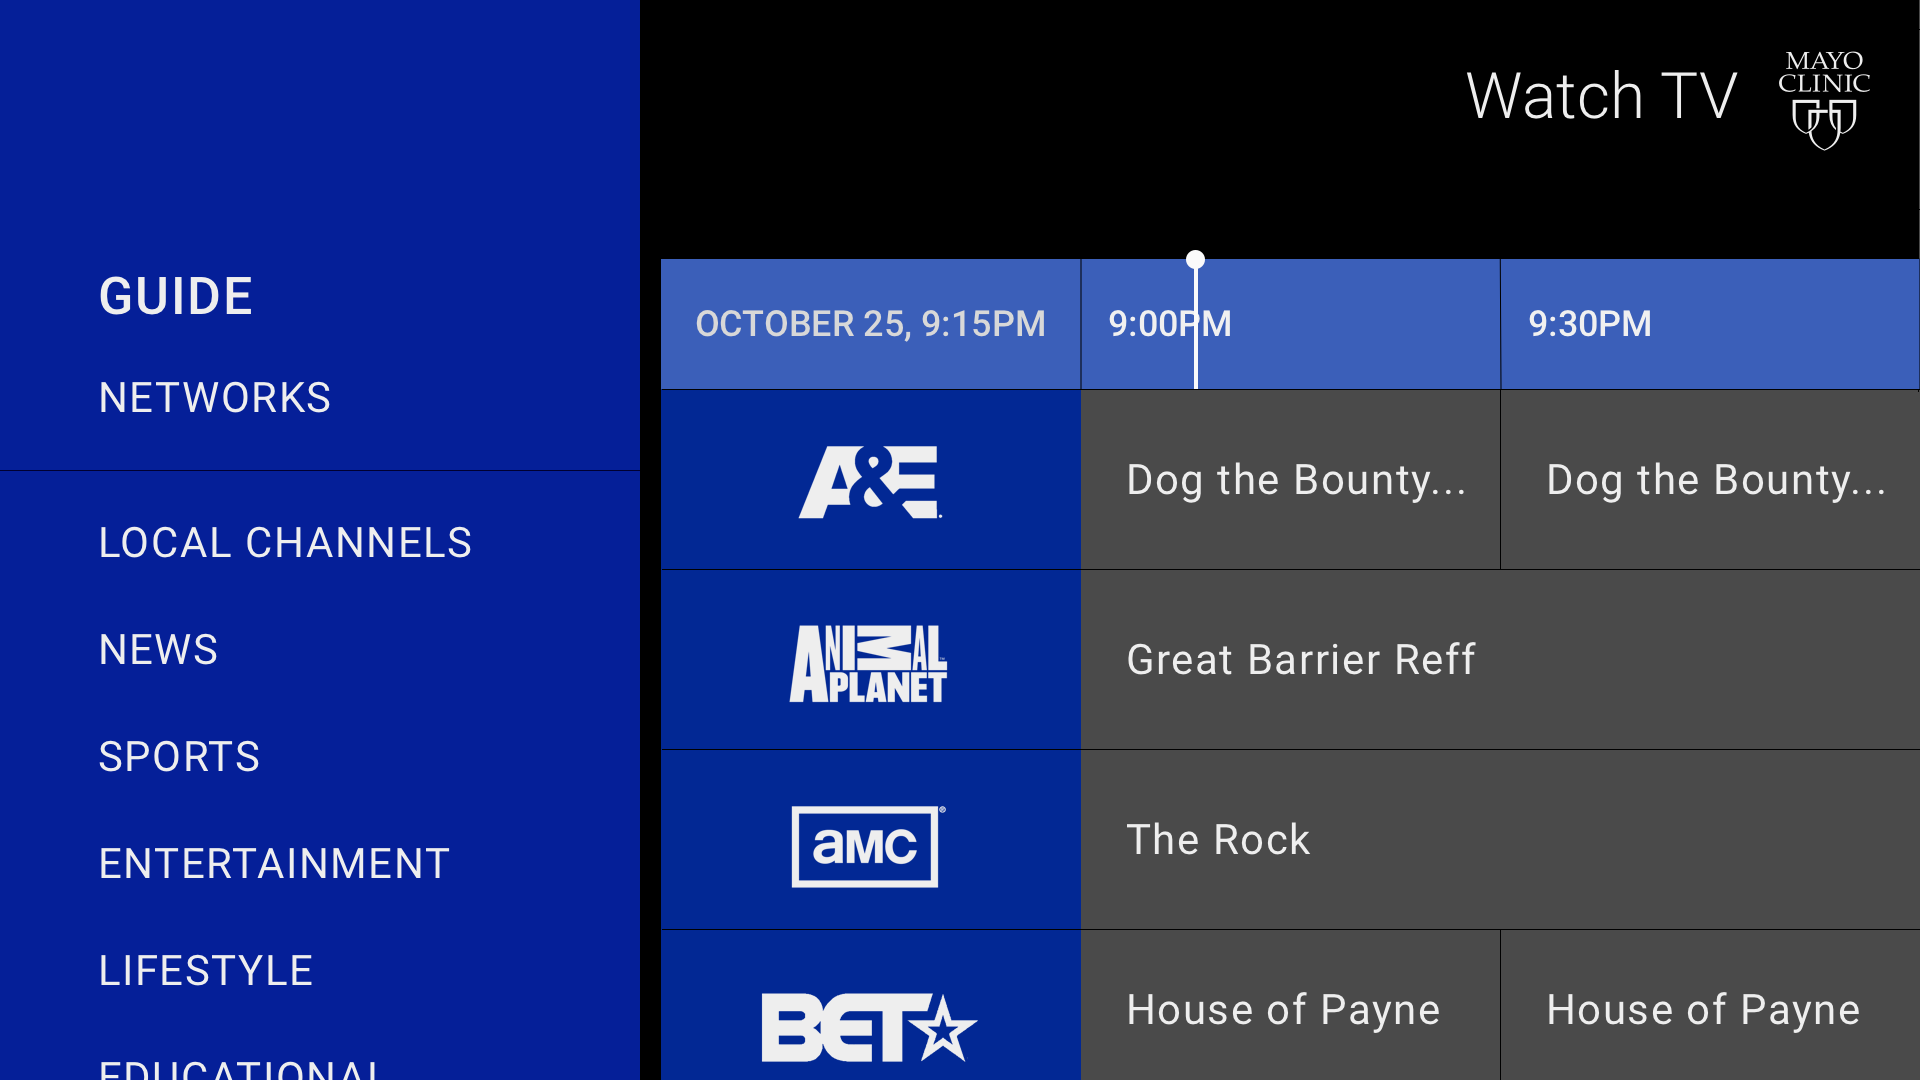 Watch TV
MAYO
CLINIC
GUIDE
NETWORKS
LOCAL CHANNELS
NEWS
SPORTS
ENTERTAINMENT
LIFESTYLE
EDUCATIONAL
OCTOBER 25, 9:15PM
9:00PM
9:30PM
A&E
Dog the Bounty...
Dog the Bounty...
ANIMAL
PLANET
Great Barrier Reff
aMC
The Rock
BET
House of Payne
House of Payne